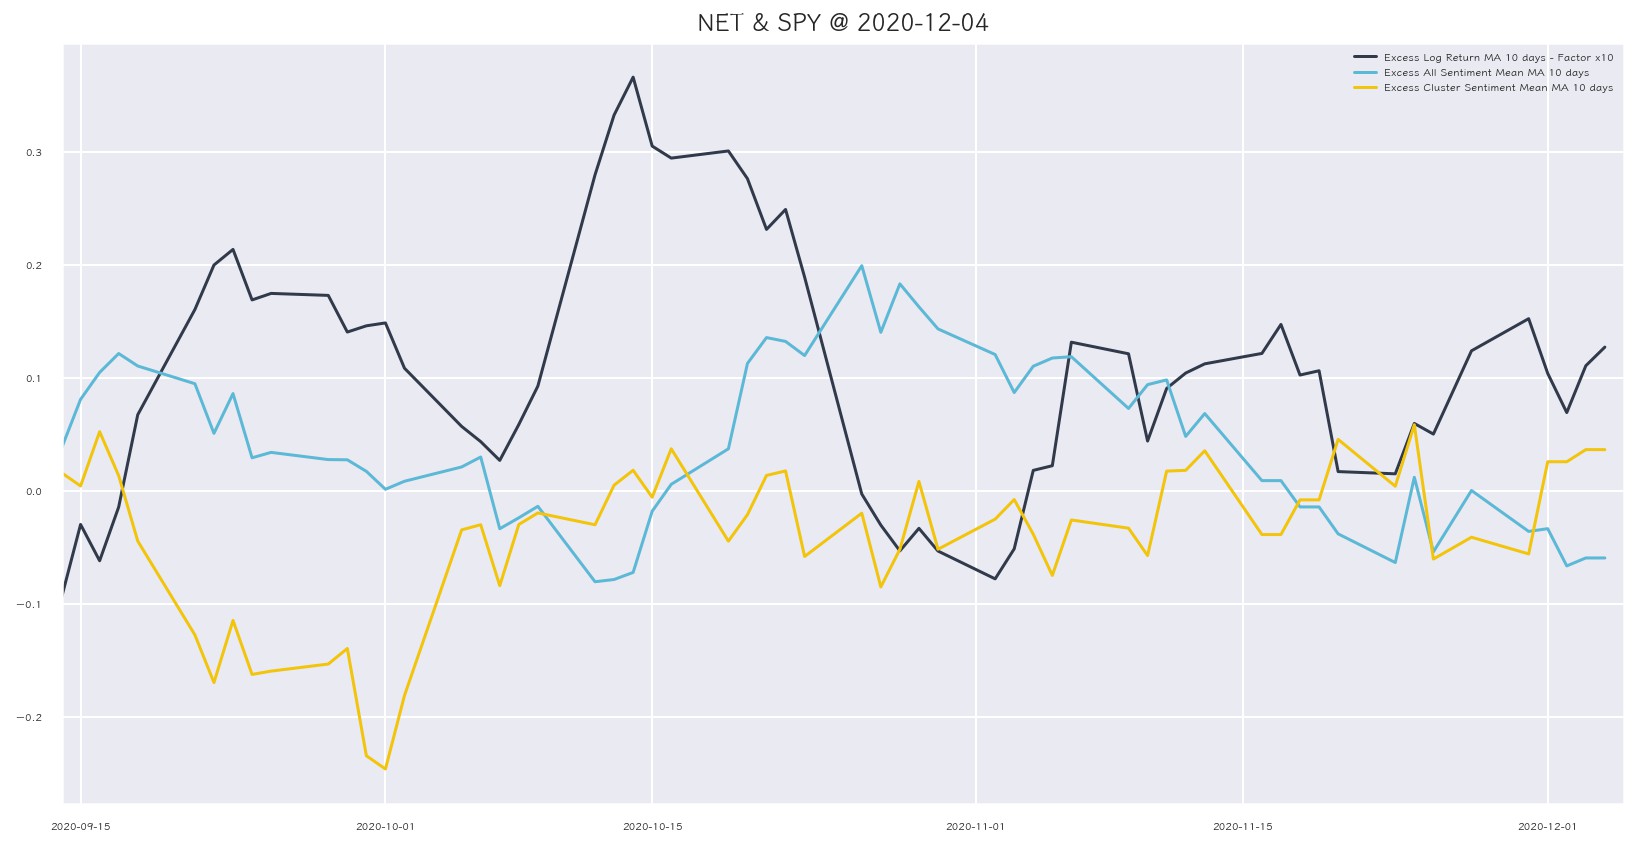 NET & SPY @ 2020-12-04
Excess Log Return MA 10 days - Factor x10
Excess All Sentiment Mean MA 10 days
Excess Cluster Sentiment Mean MA 10 days
0.3
0.2
0.1
0.0
−0.1
−0.2
2020-09-15 2020-10-01 2020-10-15 2020-11-01 2020-11-15 2020-12-01